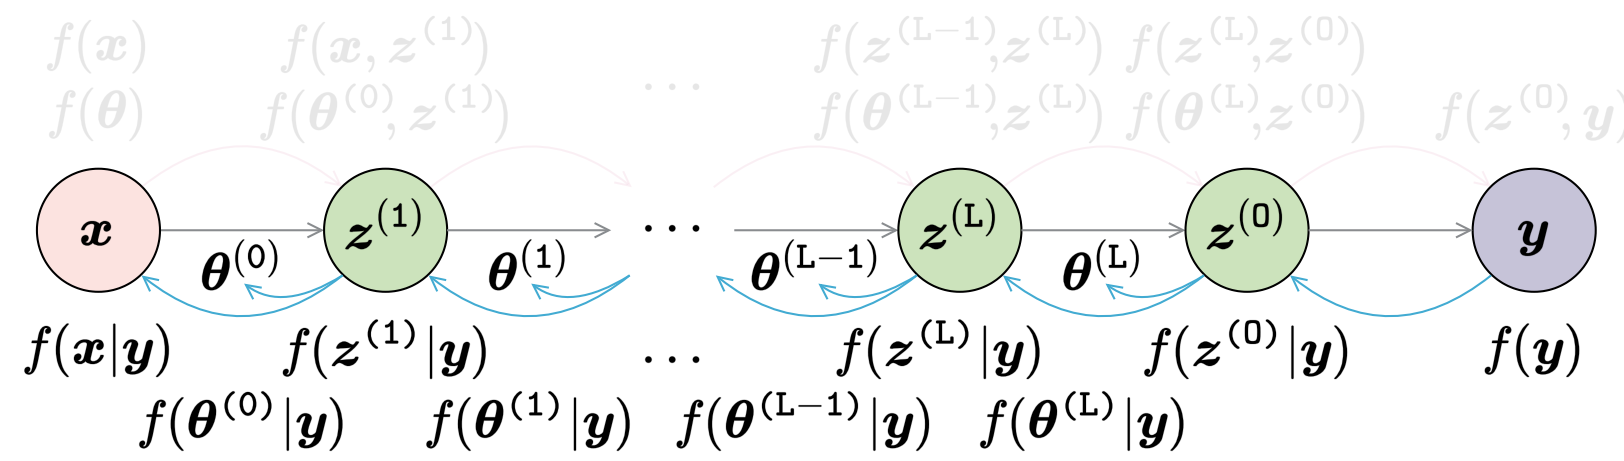 f(x) f(x, z^(1)) f(z^(L−1),z^(L)) f(z^(L),z^(0))
f(θ) f(θ^(0),z^(1)) ··· f(θ^(L−1),z^(L)) f(θ^(L),z^(0)) f(z^(0),y)
x z^(1) ··· z^(L) z^(0) y
θ^(0) θ^(1) θ^(L−1) θ^(L)
f(x|y) f(z^(1)|y) ··· f(z^(L)|y) f(z^(0)|y) f(y)
f(θ^(0)|y) f(θ^(1)|y) f(θ^(L−1)|y) f(θ^(L)|y)